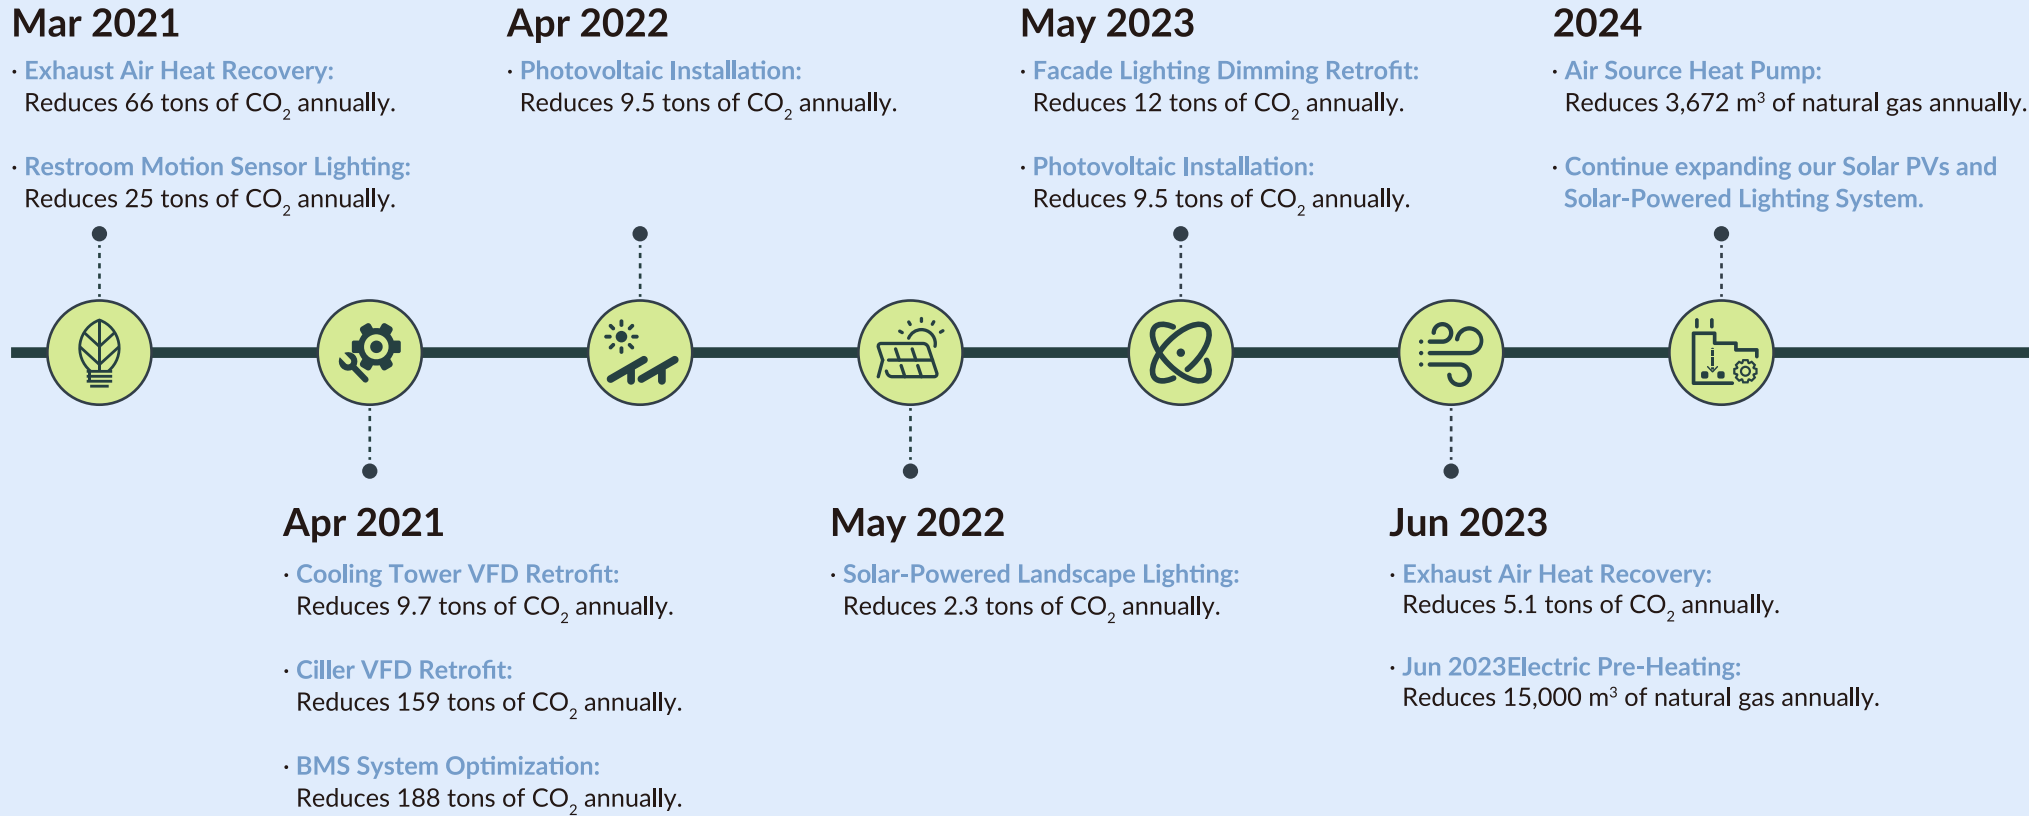 Mar 2021
· Exhaust Air Heat Recovery:
Reduces 66 tons of CO₂ annually.
· Restroom Motion Sensor Lighting:
Reduces 25 tons of CO₂ annually.
Apr 2021
· Cooling Tower VFD Retrofit:
Reduces 9.7 tons of CO₂ annually.
· Ciller VFD Retrofit:
Reduces 159 tons of CO₂ annually.
· BMS System Optimization:
Reduces 188 tons of CO₂ annually.
Apr 2022
· Photovoltaic Installation:
Reduces 9.5 tons of CO₂ annually.
May 2022
· Solar-Powered Landscape Lighting:
Reduces 2.3 tons of CO₂ annually.
May 2023
· Facade Lighting Dimming Retrofit:
Reduces 12 tons of CO₂ annually.
· Photovoltaic Installation:
Reduces 9.5 tons of CO₂ annually.
Jun 2023
· Exhaust Air Heat Recovery:
Reduces 5.1 tons of CO₂ annually.
· Jun 2023Electric Pre-Heating:
Reduces 15,000 m³ of natural gas annually.
2024
· Air Source Heat Pump:
Reduces 3,672 m³ of natural gas annually.
· Continue expanding our Solar PVs and
Solar-Powered Lighting System.